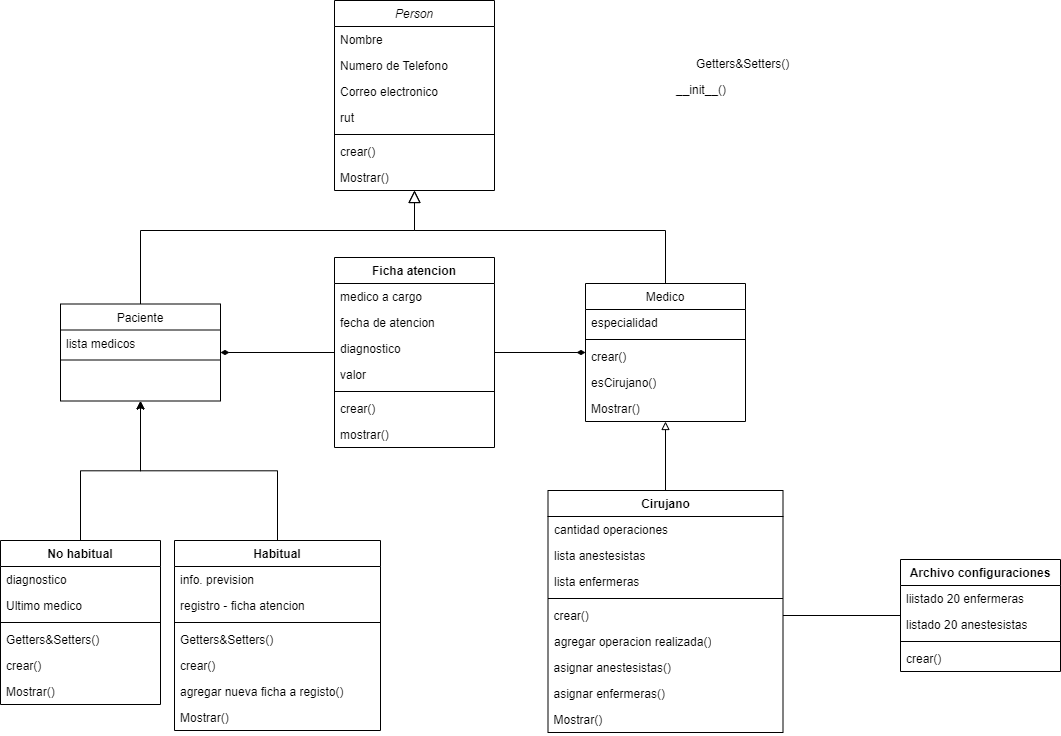 Person
Nombre
Numero de Telefono
Correo electronico
rut
crear()
Mostrar()
Getters&Setters()
__init__()
Ficha atencion
medico a cargo
fecha de atencion
diagnostico
valor
crear()
mostrar()
Paciente
lista medicos
Medico
especialidad
crear()
esCirujano()
Mostrar()
No habitual
diagnostico
Ultimo medico
Getters&Setters()
crear()
Mostrar()
Habitual
info. prevision
registro - ficha atencion
Getters&Setters()
crear()
agregar nueva ficha a registo()
Mostrar()
Cirujano
cantidad operaciones
lista anestesistas
lista enfermeras
crear()
agregar operacion realizada()
asignar anestesistas()
asignar enfermeras()
Mostrar()
Archivo configuraciones
liistado 20 enfermeras
listado 20 anestesistas
crear()